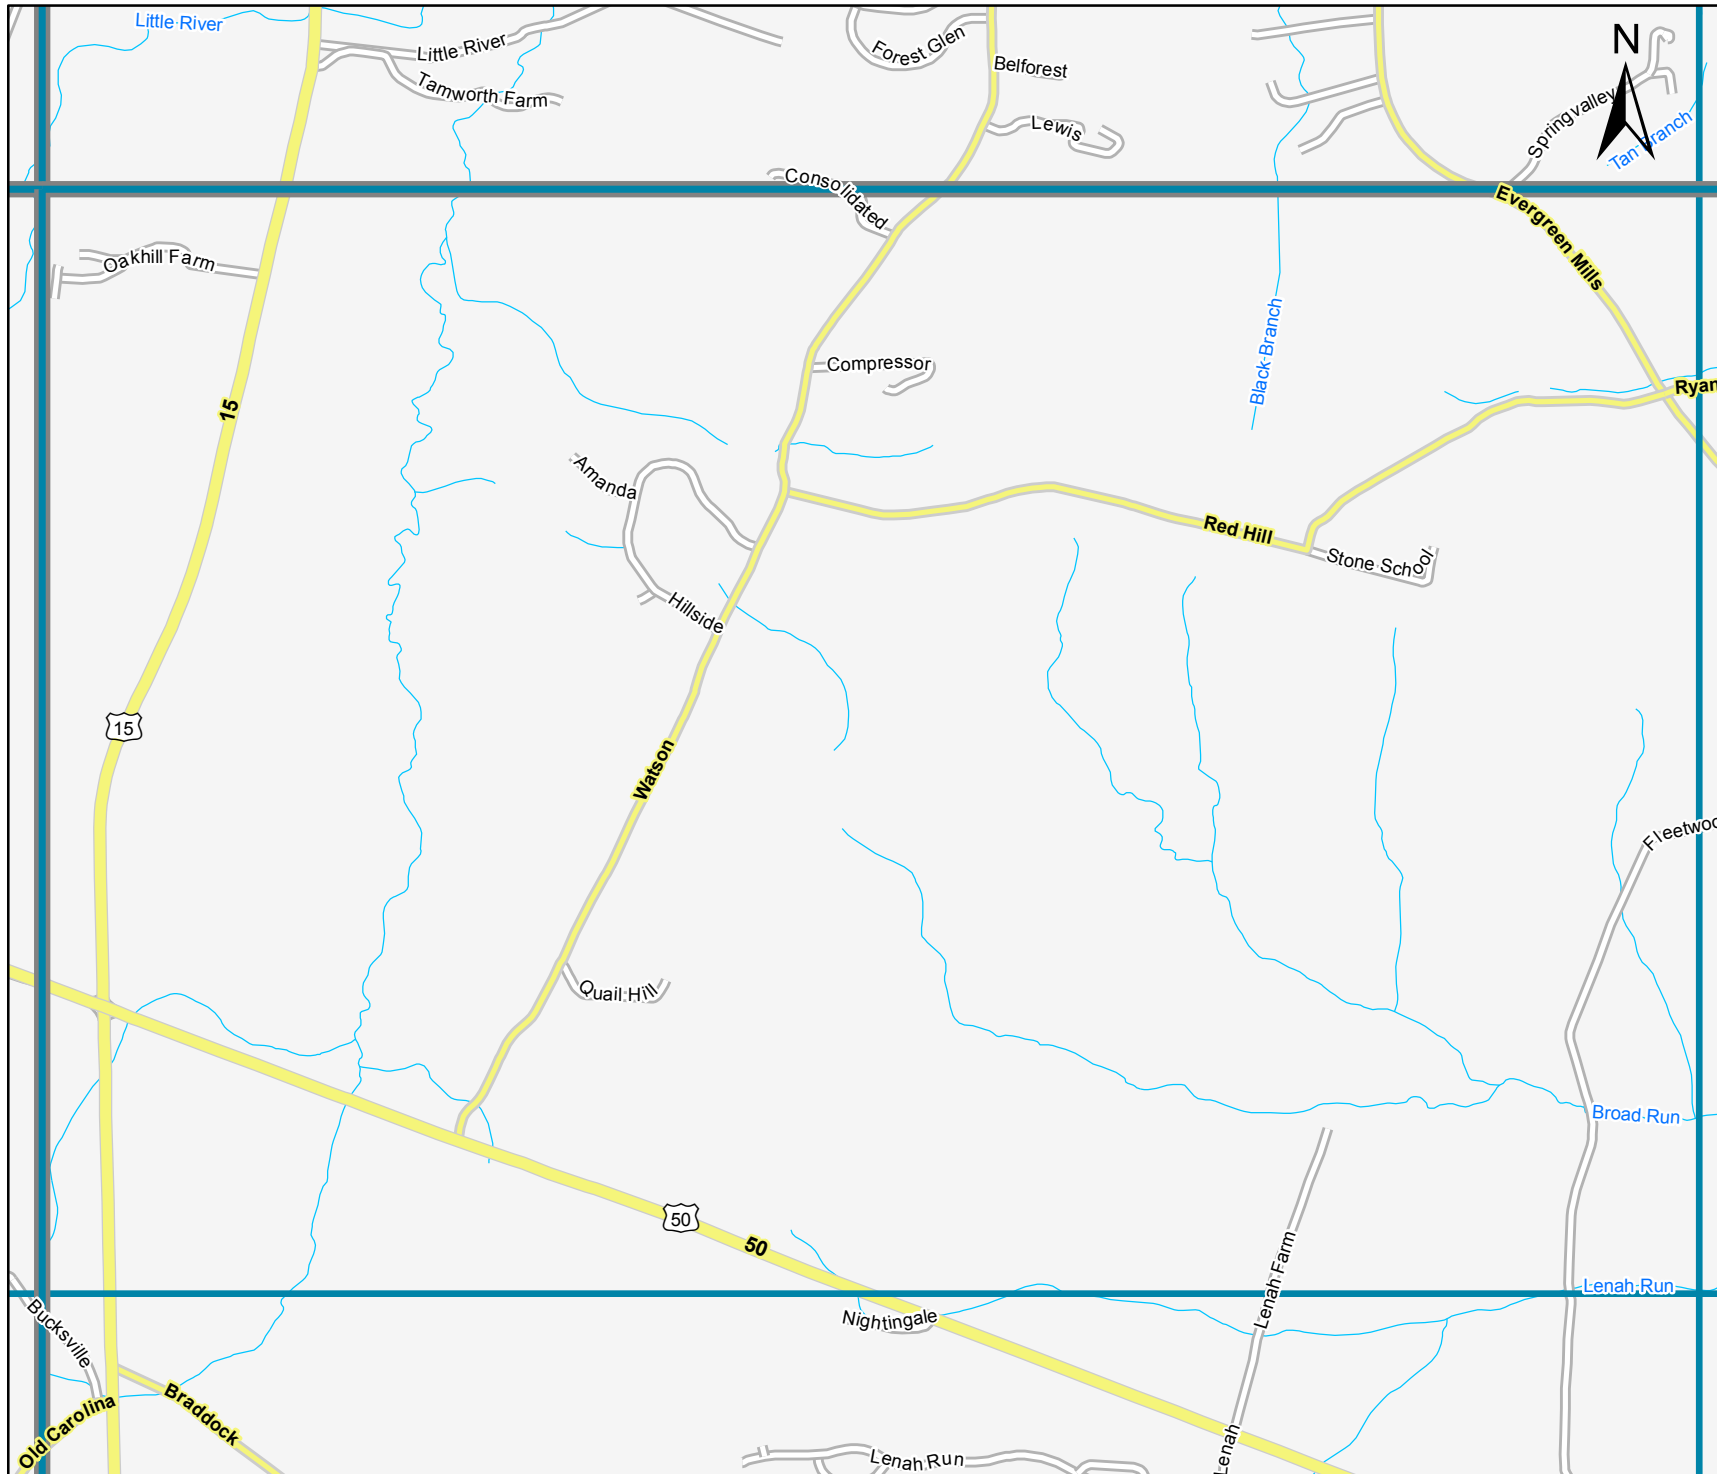 Little River
Little River
Tamworth Farm
Forest Glen
Belforest
Lewis
N
Springvalley
Tan Branch
Consolidated
Evergreen Mills
Oakhill Farm
Black Branch
Compressor
Ryan
15
Amanda
Red Hill
Stone School
Hillside
15
Watson
Fleetwoo
Quail Hill
Broad Run
50
50
Lenah Farm
Lenah Run
Nightingale
Bucksville
Braddock
Old Carolina
Lenah Run
Lenah